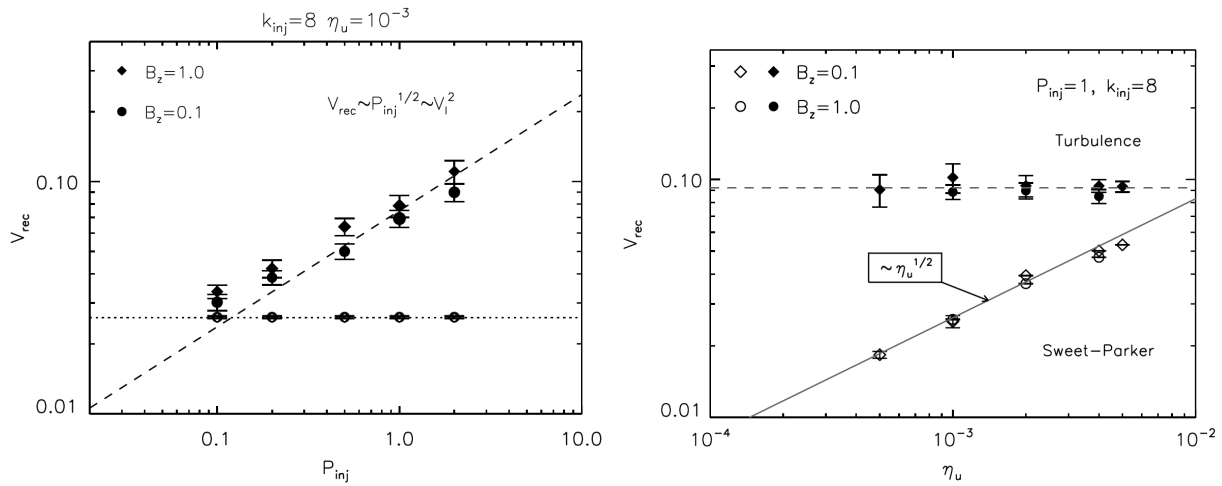 k_inj=8 η_u=10^-3
B_z=1.0
B_z=0.1
V_rec~P_inj^1/2~V_l^2
0.10
0.01
V_rec
0.1 1.0 10.0
P_inj
B_z=0.1
B_z=1.0
P_inj=1, k_inj=8
Turbulence
0.10
~η_u^1/2
Sweet-Parker
0.01
V_rec
10^-4 10^-3 10^-2
η_u